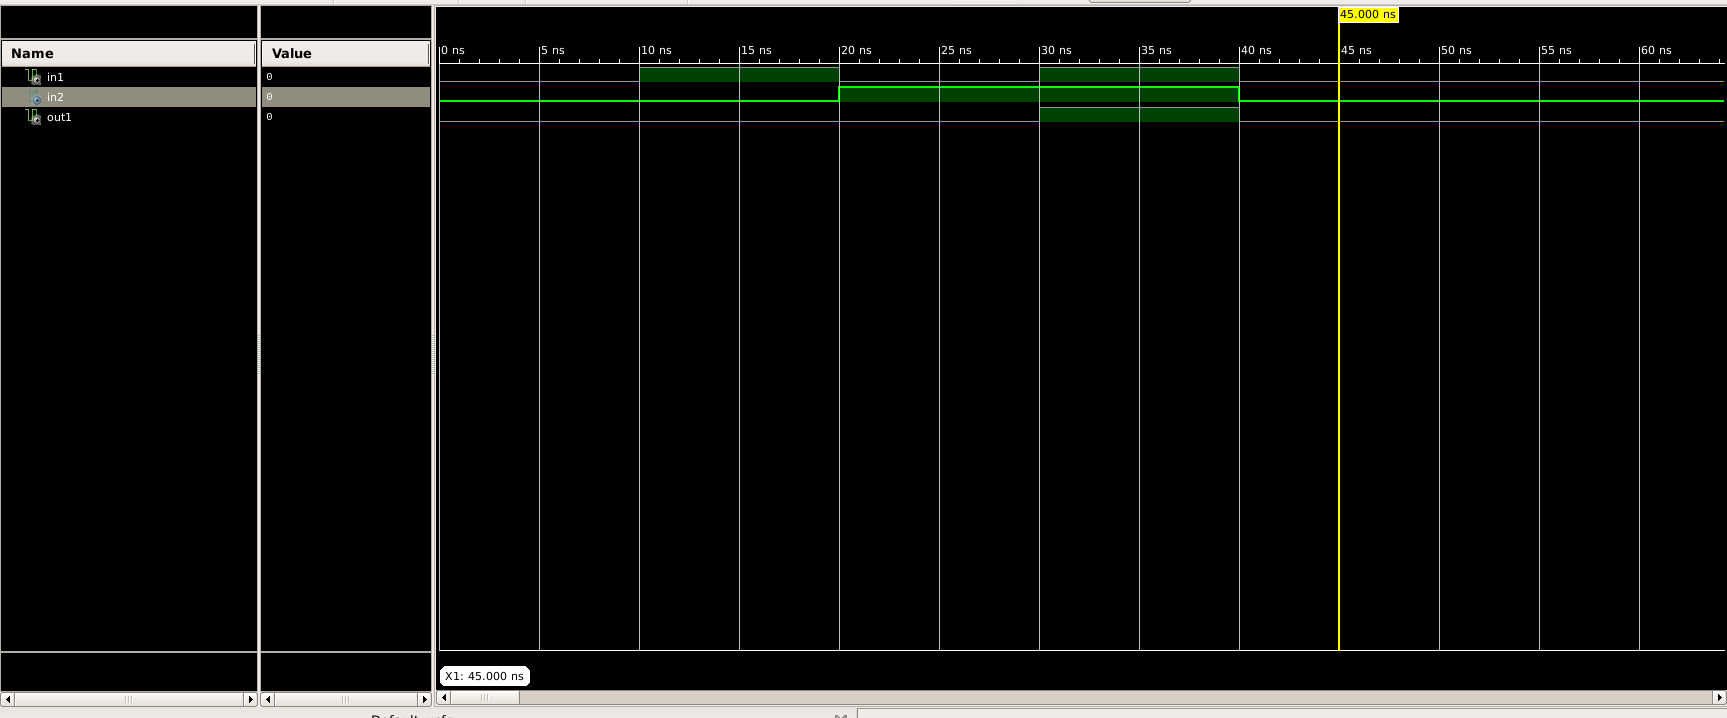 45.000 ns
Name
Value
0 ns
5 ns
10 ns
15 ns
20 ns
25 ns
30 ns
35 ns
40 ns
45 ns
50 ns
55 ns
60 ns
in1
0
in2
0
out1
0
X1: 45.000 ns